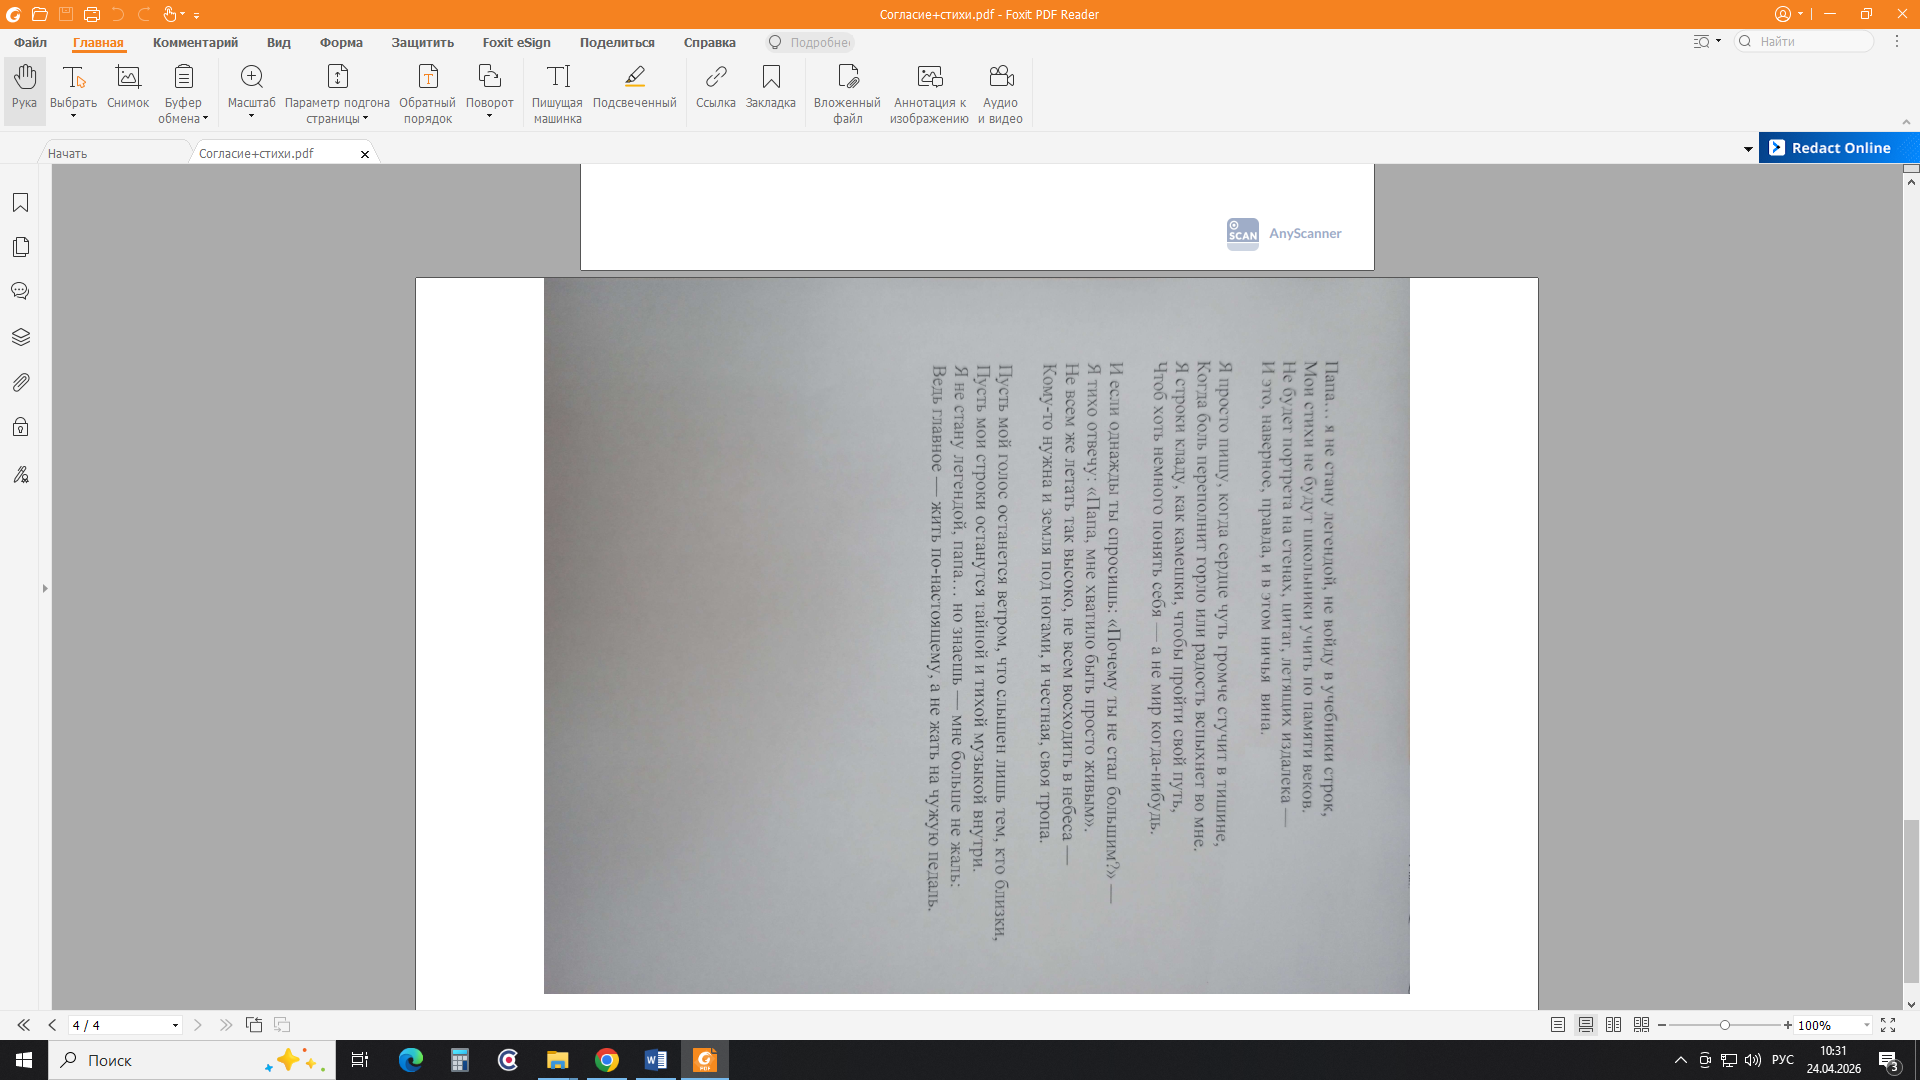 Согласие+стихи.pdf - Foxit PDF Reader
Файл
Главная
Комментарий
Вид
Форма
Защитить
Foxit eSign
Поделиться
Справка
Подробнее
Найти
Рука
Выбрать
Снимок
Буфер обмена
Масштаб
Параметр подгона страницы
Обратный порядок
Поворот
Пишущая машинка
Подсвеченный
Ссылка
Закладка
Вложенный файл
Аннотация к изображению
Аудио и видео
Начать
Согласие+стихи.pdf
Redact Online
SCAN AnyScanner
Папа… я не стану легендой, не войду в учебники строк,
Мои стихи не будут школьники учить по памяти веков.
Не будет портрета на стенах, цитат, летящих издалека —
И это, наверное, правда, и в этом ничья вина.
Я просто пишу, когда сердце чуть громче стучит в тишине,
Когда боль переполнит горло или радость вспыхнет во мне.
Я строки кладу, как камешки, чтобы пройти свой путь,
Чтоб хоть немного понять себя — а не мир когда-нибудь.
И если однажды ты спросишь: «Почему ты не стал большим?» —
Я тихо отвечу: «Папа, мне хватило быть просто живым».
Не всем же летать так высоко, не всем восходить в небеса —
Кому-то нужна и земля под ногами, и честная, своя тропа.
Пусть мой голос останется ветром, что слышен лишь тем, кто близки,
Пусть мои строки останутся тайной и тихой музыкой внутри.
Я не стану легендой, папа… но знаешь — мне больше не жаль:
Ведь главное — жить по-настоящему, а не жать на чужую педаль.
4 / 4
100%
Поиск
РУС
10:31
24.04.2026
3